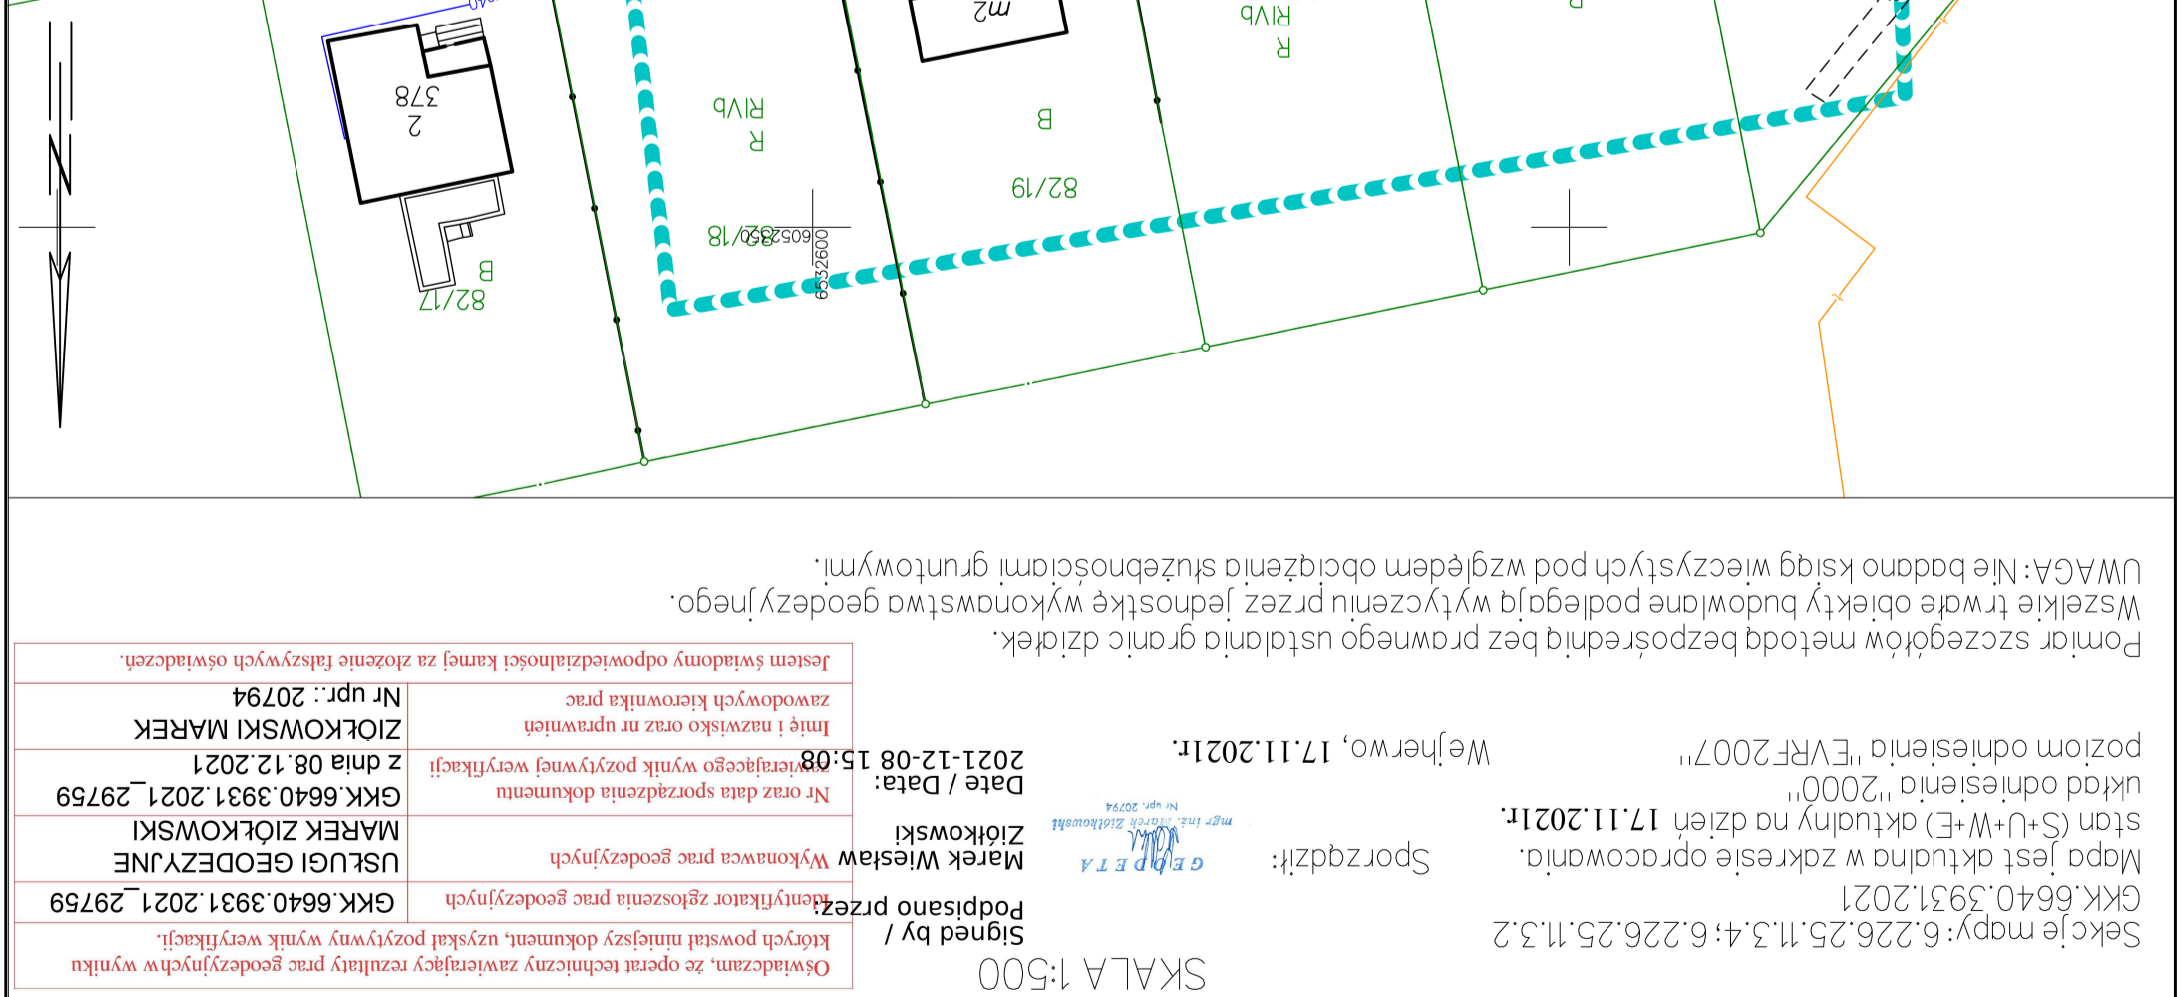 SKALA 1:500
Sekcje mapy: 6.226.25.11.3.4; 6.226.25.11.3.2
GKK.6640.3931.2021
Mapa jest aktualna w zakresie opracowania.
stan (S+U+W+E) aktualny na dzień 17.11.2021r.
układ odniesienia "2000"
poziom odniesienia "EVRF2007"
Sporządził:
GEODETA
mgr inż. Marek Ziółkowski
Nr upr. 20794
Wejherwo, 17.11.2021r.
Signed by /
Podpisano przez:
Marek Wiesław
Ziółkowski
Date / Data:
2021-12-08 15:08
Oświadczam, że operat techniczny zawierający rezultaty prac geodezyjnych w wyniku
których powstał niniejszy dokument, uzyskał pozytywny wynik weryfikacji.
Identyfikator zgłoszenia prac geodezyjnych
GKK.6640.3931.2021_29759
Wykonawca prac geodezyjnych
USŁUGI GEODEZYJNE
MAREK ZIÓŁKOWSKI
Nr oraz data sporządzenia dokumentu
zawierającego wynik pozytywnej weryfikacji
GKK.6640.3931.2021_29759
z dnia 08.12.2021
Imię i nazwisko oraz nr uprawnień
zawodowych kierownika prac
ZIÓŁKOWSKI MAREK
Nr upr.: 20794
Jestem świadomy odpowiedzialności karnej za złożenie fałszywych oświadczeń.
Pomiar szczegółów metodą bezpośrednią bez prawnego ustalania granic działek.
Wszelkie trwałe obiekty budowlane podlegają wytyczeniu przez jednostkę wykonawstwa geodezyjnego.
UWAGA: Nie badano ksiąg wieczystych pod względem obciążenia służebnościami gruntowymi.
82/17
B
6532600
6052350
82/18
82/19
R
RIVb
B
2
378
R
RIVb
m2
N